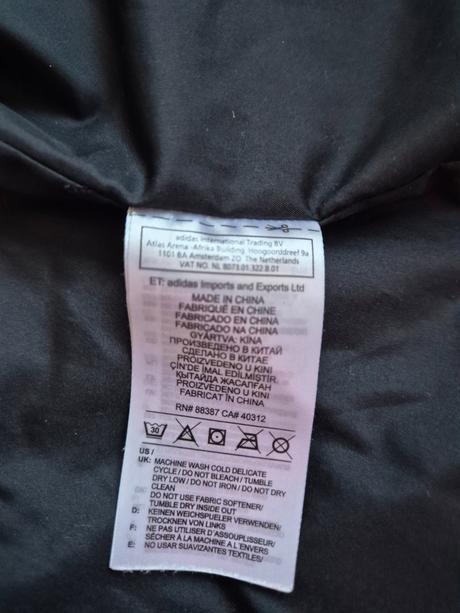 adidas International Trading BV
Atlas Arena -Afrika Building, Hoogoorddreef 9a
1101 BA Amsterdam ZO, The Netherlands
VAT NO. NL 8073.01.322.B.01
ET: adidas Imports and Exports Ltd
MADE IN CHINA
FABRIQUÉ EN CHINE
FABRICADO EN CHINA
FABRICADO NA CHINA
GYÁRTVA: KÍNA
ПРОИЗВЕДЕНО В КИТАЙ
СДЕЛАНО В КИТАЕ
PROIZVEDENO U KINI
ÇİN'DE İMAL EDİLMİŞTİR.
ҚЫТАЙДА ЖАСАЛҒАН
PROIZVEDENO U KINI
FABRICAT ÎN CHINA
RN# 88387 CA# 40312
30
US /
UK: MACHINE WASH COLD DELICATE
CYCLE / DO NOT BLEACH / TUMBLE
DRY LOW / DO NOT IRON / DO NOT DRY
CLEAN
DO NOT USE FABRIC SOFTENER/
TUMBLE DRY INSIDE OUT
D: KEINEN WEICHSPUELER VERWENDEN/
TROCKNEN VON LINKS
F: NE PAS UTILISER D'ASSOUPLISSEUR/
SÉCHER À LA MACHINE A L'ENVERS
E: NO USAR SUAVIZANTES TEXTILES/